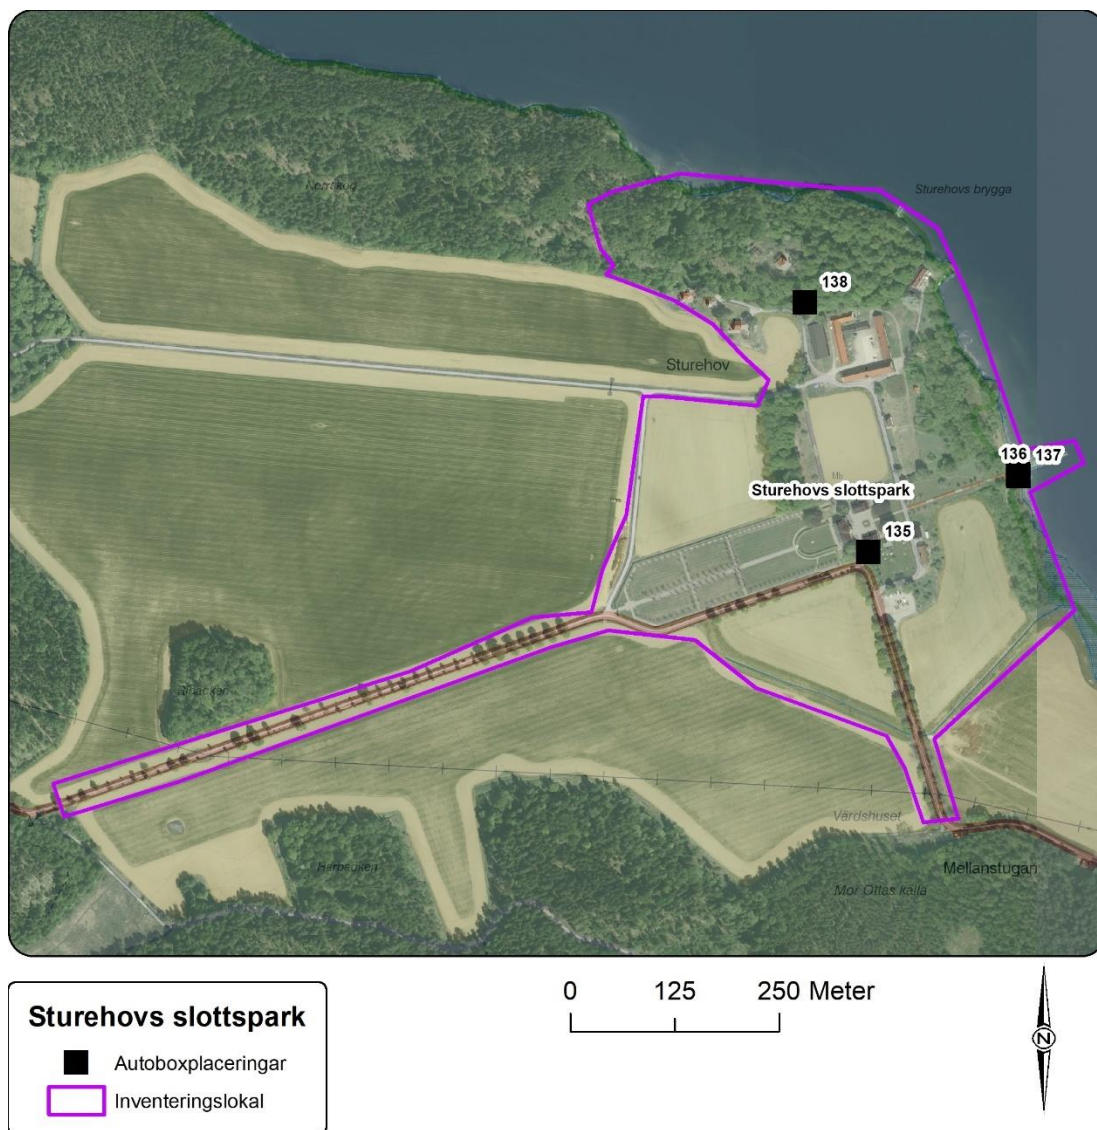 Norrskog
Sturehovs brygga
138
Sturehov
136 137
Sturehovs slottspark
135
Värdshuset
Mellanstugan
Mor Ottas källa
Sturehovs slottspark
Autoboxplaceringar
Inventeringslokal
0 125 250 Meter
N